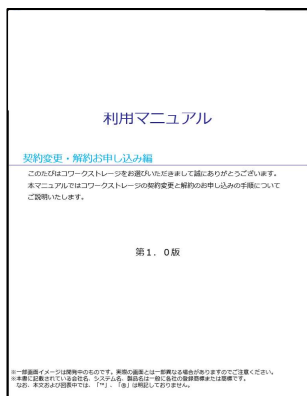 利用マニュアル
契約変更・解約お申し込み編
このたびはコワークストレージをお選びいただきまして誠にありがとうございます。
本マニュアルではコワークストレージの契約変更と解約のお申し込みの手順について
ご説明いたします。
第1．0版
※一部画面イメージは開発中のものです。実際の画面とは一部異なる場合がありますのでご注意ください。
※本書に記載されている会社名、システム名、製品名は一般に各社の登録商標または商標です。
なお、本文および図表中では、「™」、「®」は明記しておりません。